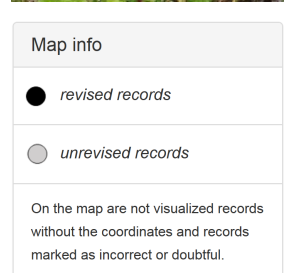 Map info
revised records
unrevised records
On the map are not visualized records
without the coordinates and records
marked as incorrect or doubtful.